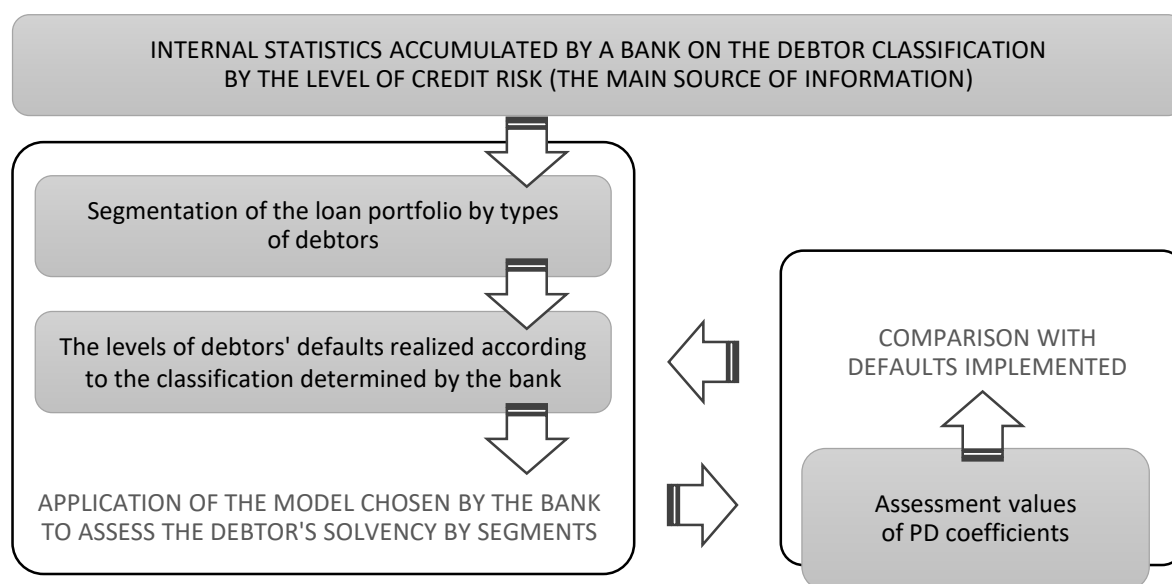 INTERNAL STATISTICS ACCUMULATED BY A BANK ON THE DEBTOR CLASSIFICATION
BY THE LEVEL OF CREDIT RISK (THE MAIN SOURCE OF INFORMATION)
Segmentation of the loan portfolio by types
of debtors
The levels of debtors' defaults realized according
to the classification determined by the bank
APPLICATION OF THE MODEL CHOSEN BY THE BANK
TO ASSESS THE DEBTOR'S SOLVENCY BY SEGMENTS
COMPARISON WITH
DEFAULTS IMPLEMENTED
Assessment values
of PD coefficients